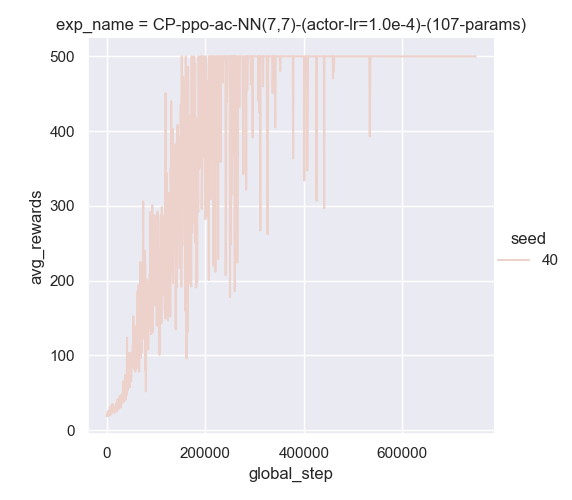 exp_name = CP-ppo-ac-NN(7,7)-(actor-lr=1.0e-4)-(107-params)
500
400
300
200
100
0
avg_rewards
seed
40
0 200000 400000 600000
global_step